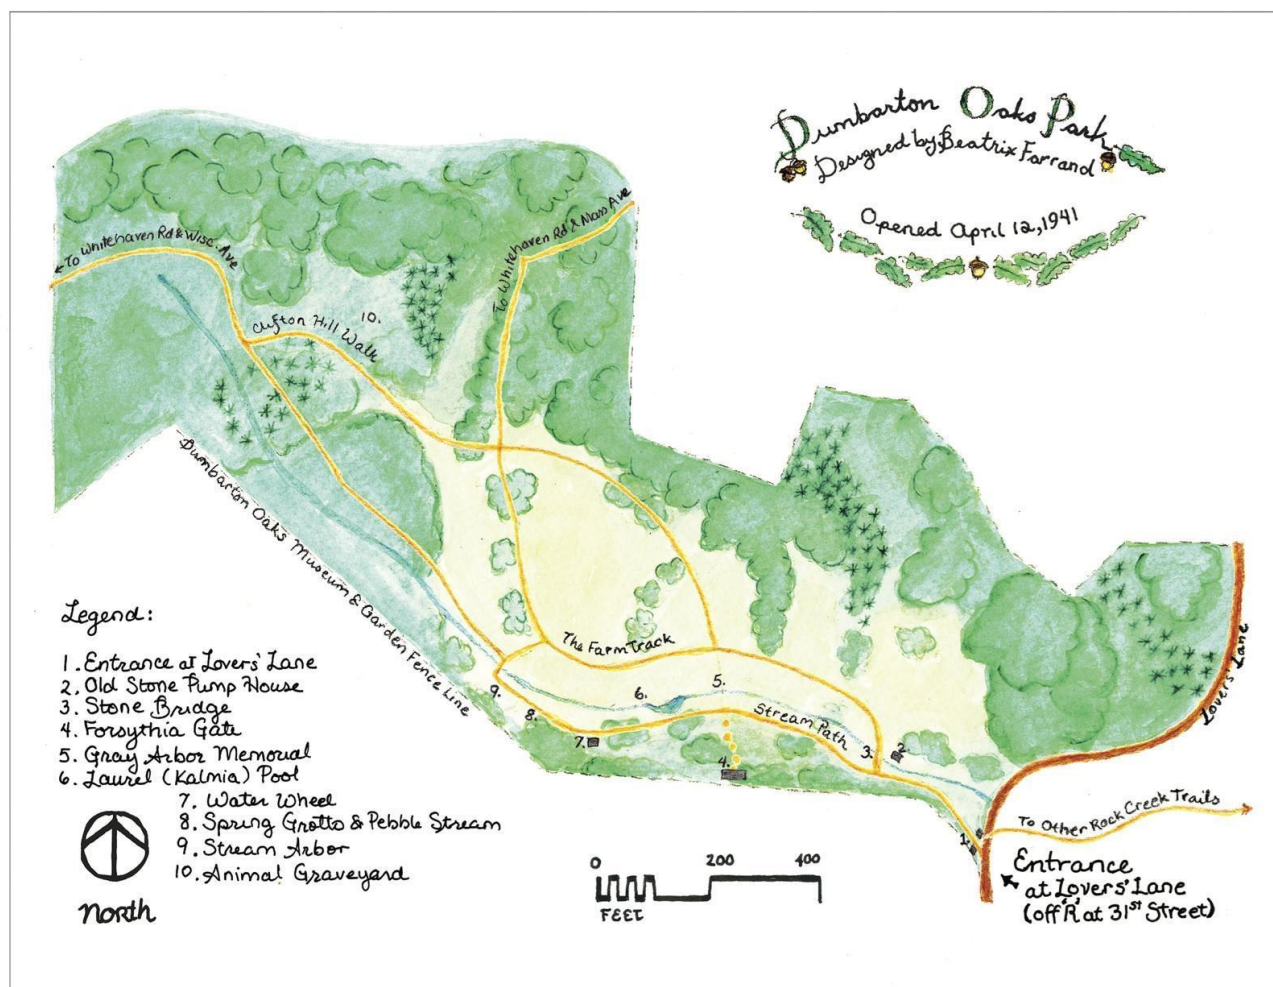 Dumbarton Oaks Park
Designed by Beatrix Farrand
Opened April 12, 1941
To Whitehaven Rd & Wisc. Ave
To Whitehaven Rd & Mass Ave
Clifton Hill Walk
10.
Dumbarton Oaks Museum & Garden Fence Line
The Farm Track
Stream Path
9.
8.
7.
6.
5.
4.
3.
2
1.
Lovers' Lane
To Other Rock Creek Trails
Entrance
at Lovers' Lane
(off 'R' at 31st Street)
Legend:
1. Entrance at Lovers' Lane
2. Old Stone Pump House
3. Stone Bridge
4. Forsythia Gate
5. Gray Arbor Memorial
6. Laurel (Kalmia) Pool
7. Water Wheel
8. Spring Grotto & Pebble Stream
9. Stream Arbor
10. Animal Graveyard
North
0 200 400
FEET